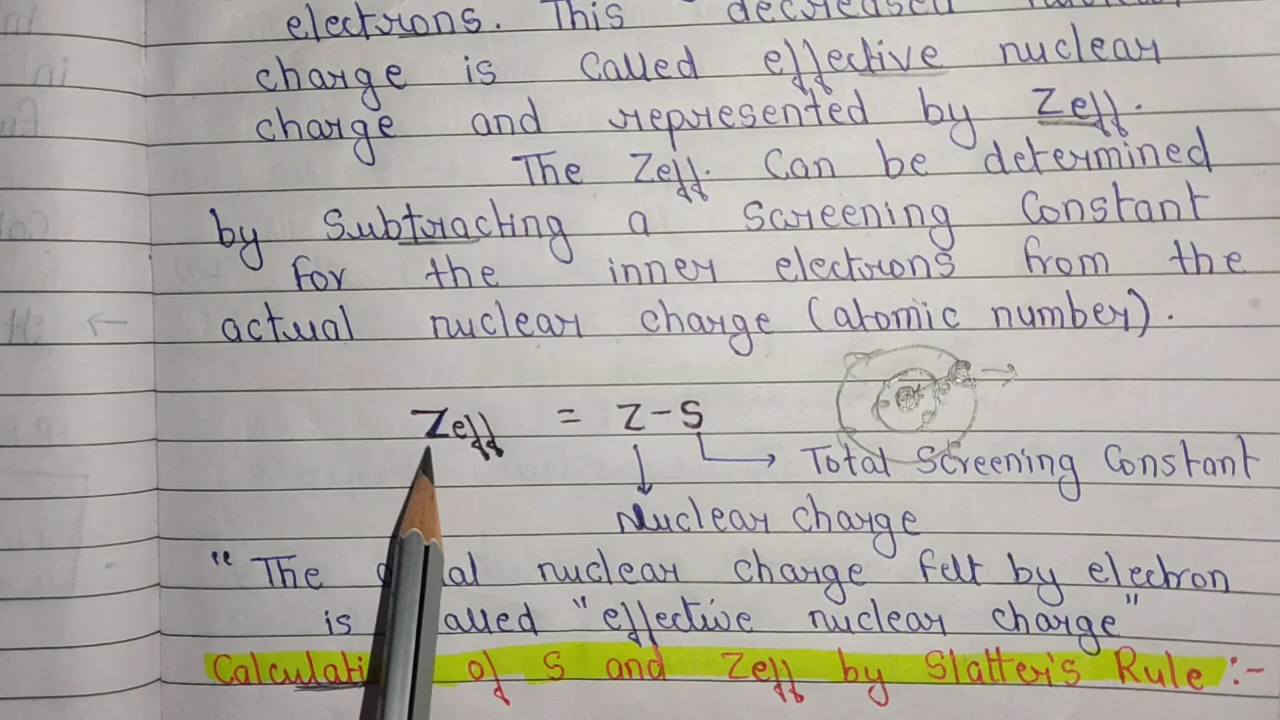 electrons. This decreased
charge is called effective nuclear
charge and represented by Zeff.
The Zeff. Can be determined
by Subtracting a Screening Constant
for the inner electrons from the
actual nuclear charge (atomic number).
Zeff = Z - S
Total Screening Constant
Nuclear charge
"The nuclear charge felt by electron
is "effective nuclear charge"
of S and Zeff by Slatter's Rule :-